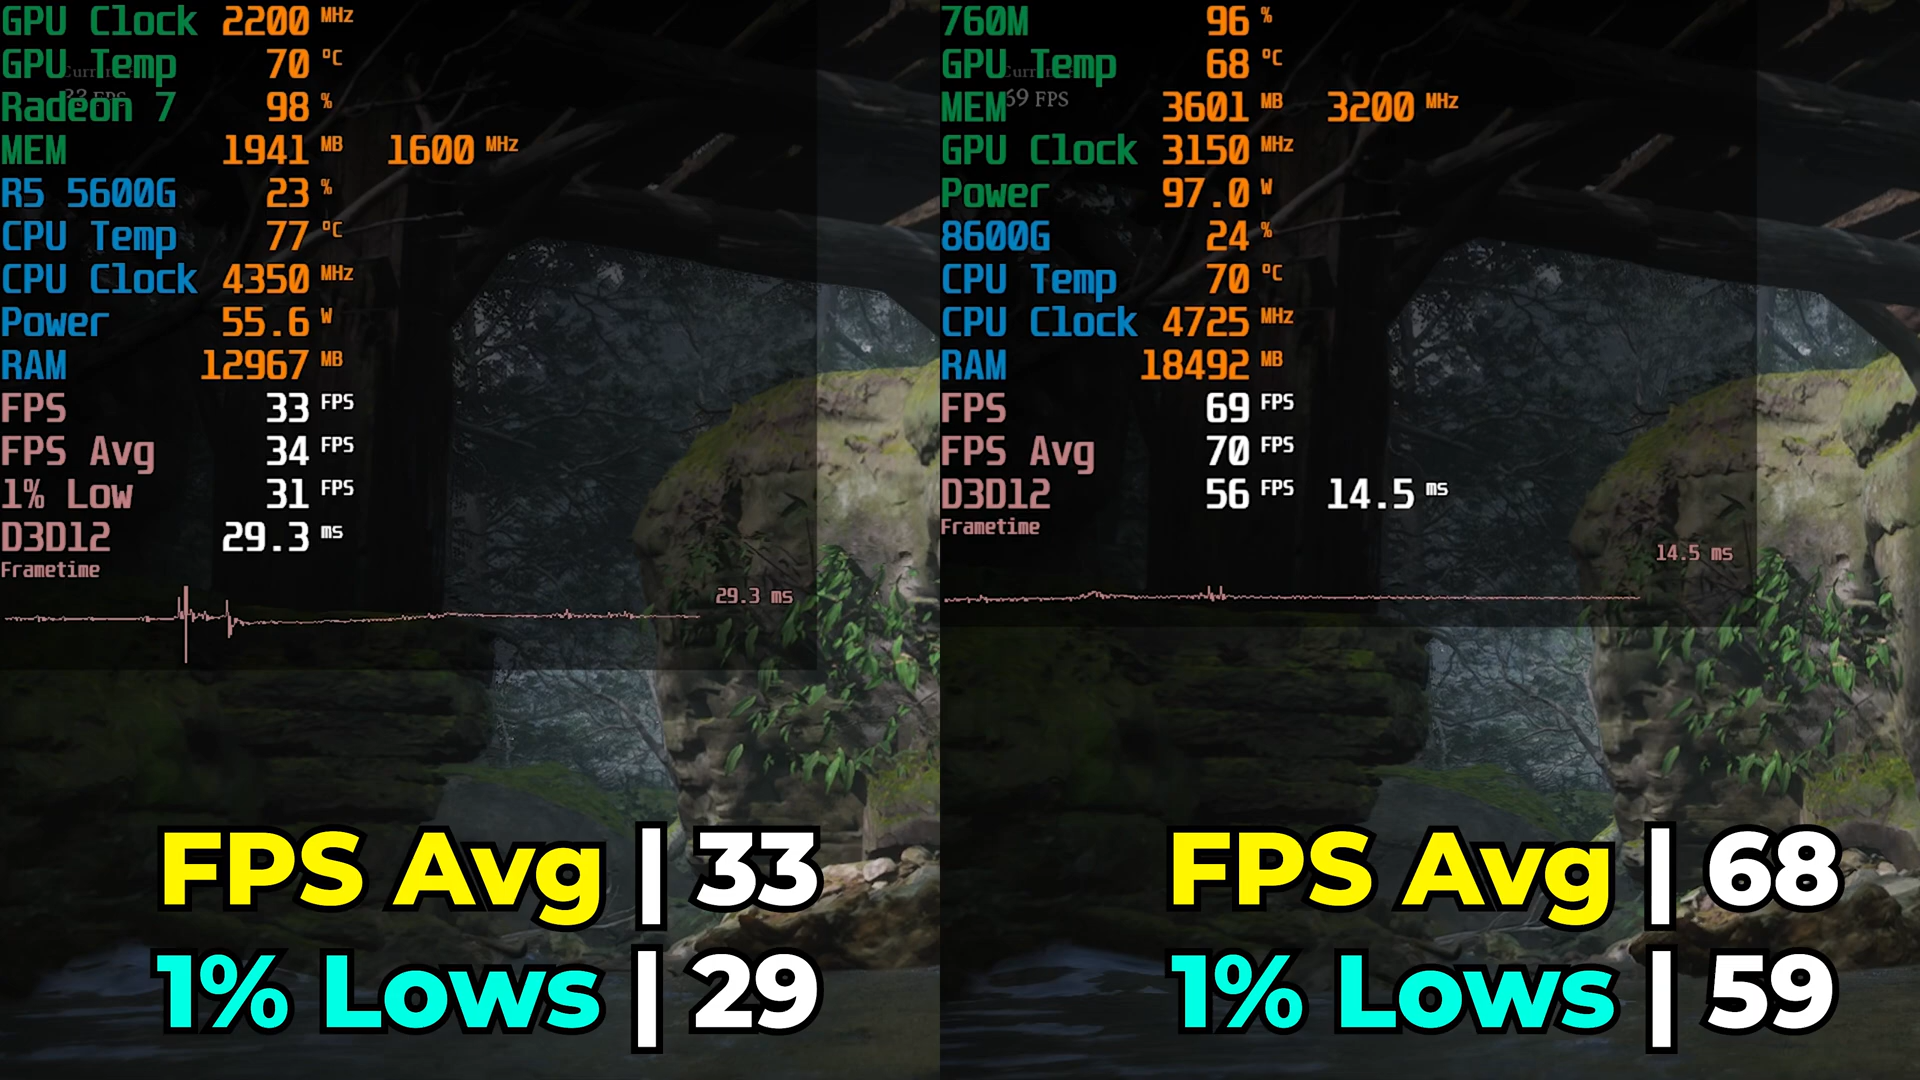 GPU Clock 2200 MHz
GPU Temp 70 °C
Radeon 7 98 %
MEM 1941 MB 1600 MHz
R5 5600G 23 %
CPU Temp 77 °C
CPU Clock 4350 MHz
Power 55.6 W
RAM 12967 MB
FPS 33 FPS
FPS Avg 34 FPS
1% Low 31 FPS
D3D12 29.3 ms
Frametime
29.3 ms
FPS Avg | 33
1% Lows | 29
760M 96 %
GPU Temp 68 °C
69 FPS
MEM 3601 MB 3200 MHz
GPU Clock 3150 MHz
Power 97.0 W
8600G 24 %
CPU Temp 70 °C
CPU Clock 4725 MHz
RAM 18492 MB
FPS 69 FPS
FPS Avg 70 FPS
D3D12 56 FPS 14.5 ms
Frametime
14.5 ms
FPS Avg | 68
1% Lows | 59